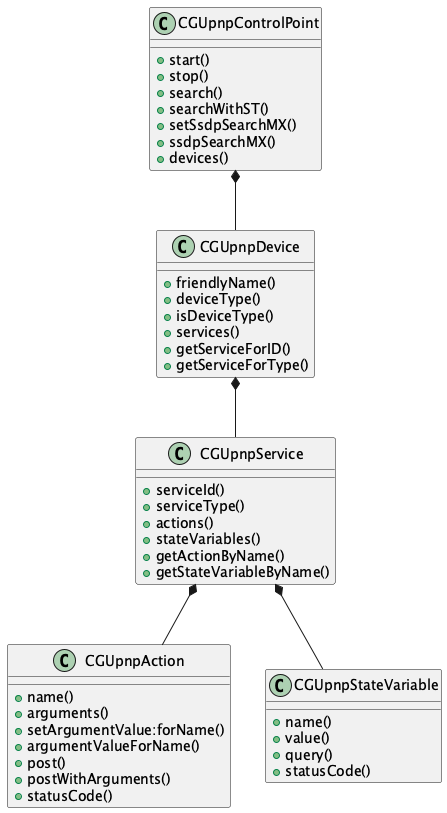 C CGUpnpControlPoint
start()
stop()
search()
searchWithST()
setSsdpSearchMX()
ssdpSearchMX()
devices()
C CGUpnpDevice
friendlyName()
deviceType()
isDeviceType()
services()
getServiceForID()
getServiceForType()
C CGUpnpService
serviceId()
serviceType()
actions()
stateVariables()
getActionByName()
getStateVariableByName()
C CGUpnpAction
name()
arguments()
setArgumentValue:forName()
argumentValueForName()
post()
postWithArguments()
statusCode()
C CGUpnpStateVariable
name()
value()
query()
statusCode()